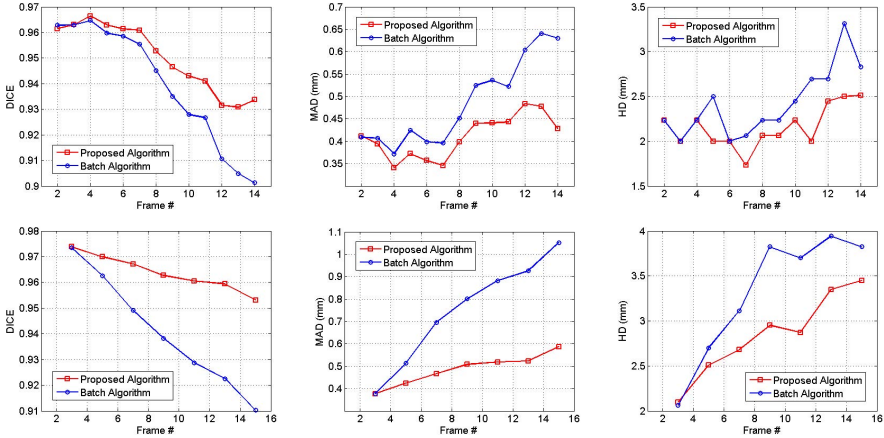 0.97
0.96
0.95
0.94
0.93
0.92
0.91
0.9
DICE
Proposed Algorithm
Batch Algorithm
2 4 6 8 10 12 14
Frame #
0.7
0.65
0.6
0.55
0.5
0.45
0.4
0.35
MAD (mm)
Proposed Algorithm
Batch Algorithm
2 4 6 8 10 12 14
Frame #
3.5
3
2.5
2
1.5
HD (mm)
Proposed Algorithm
Batch Algorithm
2 4 6 8 10 12 14
Frame #
0.98
0.97
0.96
0.95
0.94
0.93
0.92
0.91
DICE
Proposed Algorithm
Batch Algorithm
2 4 6 8 10 12 14 16
Frame #
1.1
1
0.9
0.8
0.7
0.6
0.5
0.4
MAD (mm)
Proposed Algorithm
Batch Algorithm
2 4 6 8 10 12 14 16
Frame #
4
3.5
3
2.5
2
HD (mm)
Proposed Algorithm
Batch Algorithm
2 4 6 8 10 12 14 16
Frame #